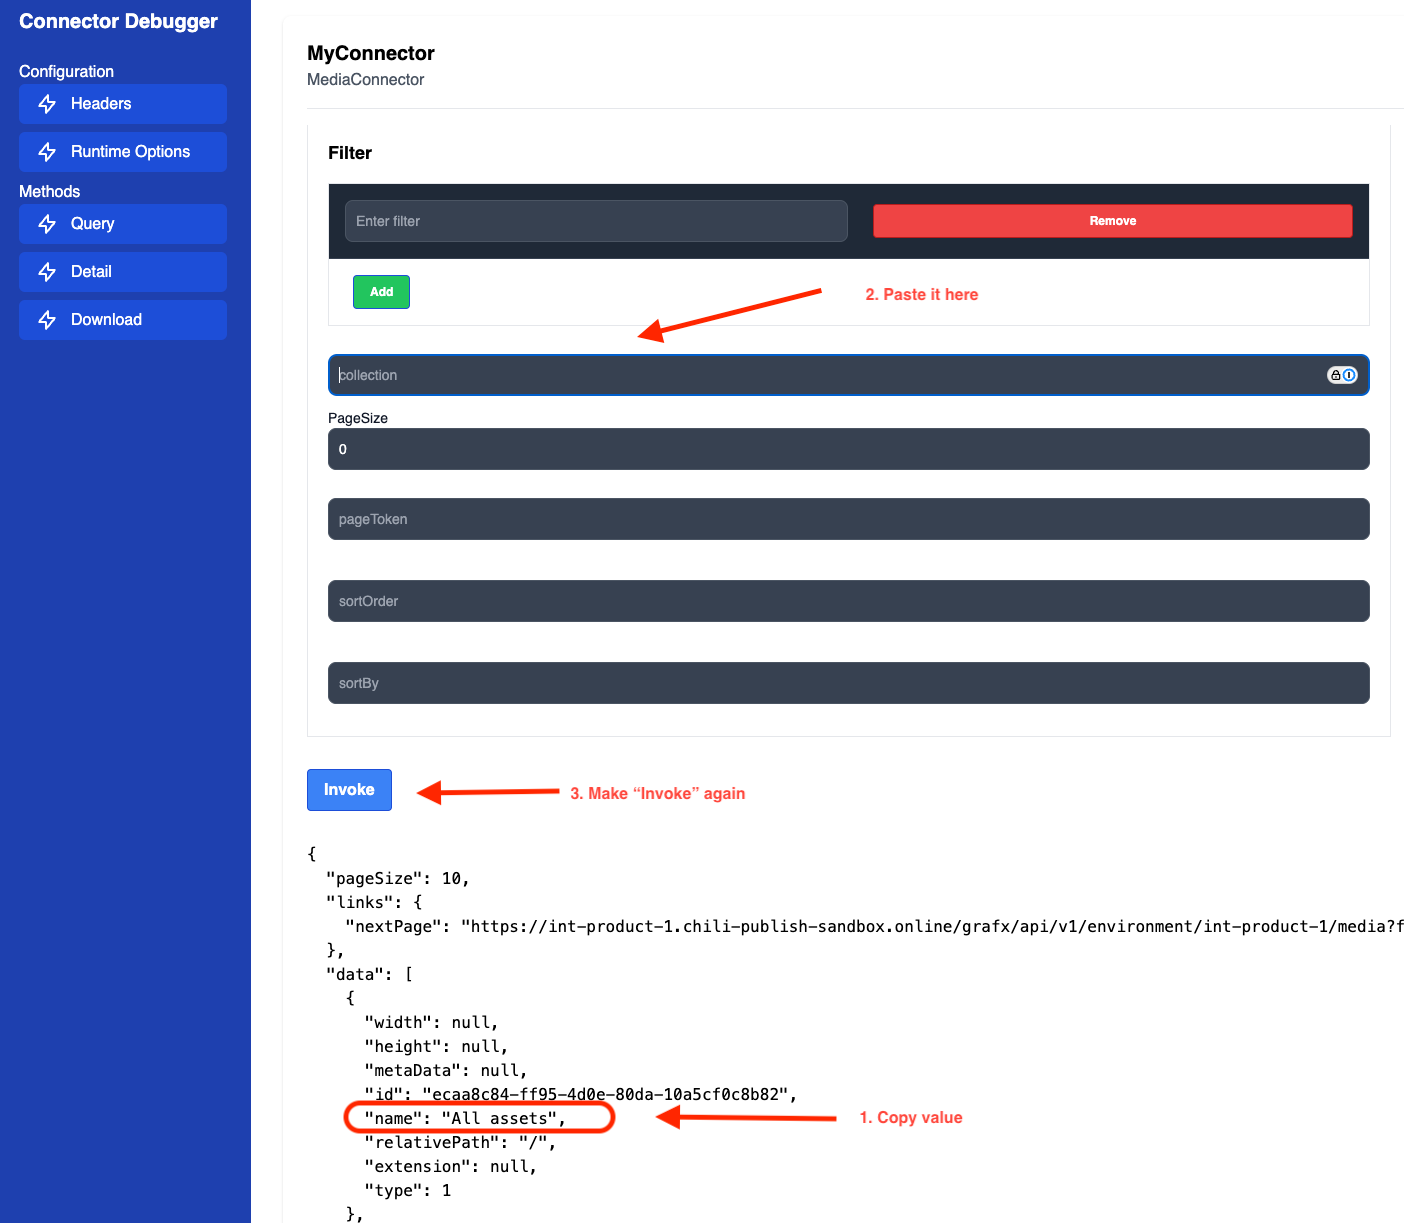 Connector Debugger
Configuration
Headers
Runtime Options
Methods
Query
Detail
Download
MyConnector
MediaConnector
Filter
Enter filter
Remove
Add
2. Paste it here
collection
PageSize
0
pageToken
sortOrder
sortBy
Invoke
3. Make “Invoke” again
{
"pageSize": 10,
"links": {
"nextPage": "https://int-product-1.chili-publish-sandbox.online/grafx/api/v1/environment/int-product-1/media?f
},
"data": [
{
"width": null,
"height": null,
"metaData": null,
"id": "ecaa8c84-ff95-4d0e-80da-10a5cf0c8b82",
"name": "All assets",
1. Copy value
"relativePath": "/",
"extension": null,
"type": 1
},